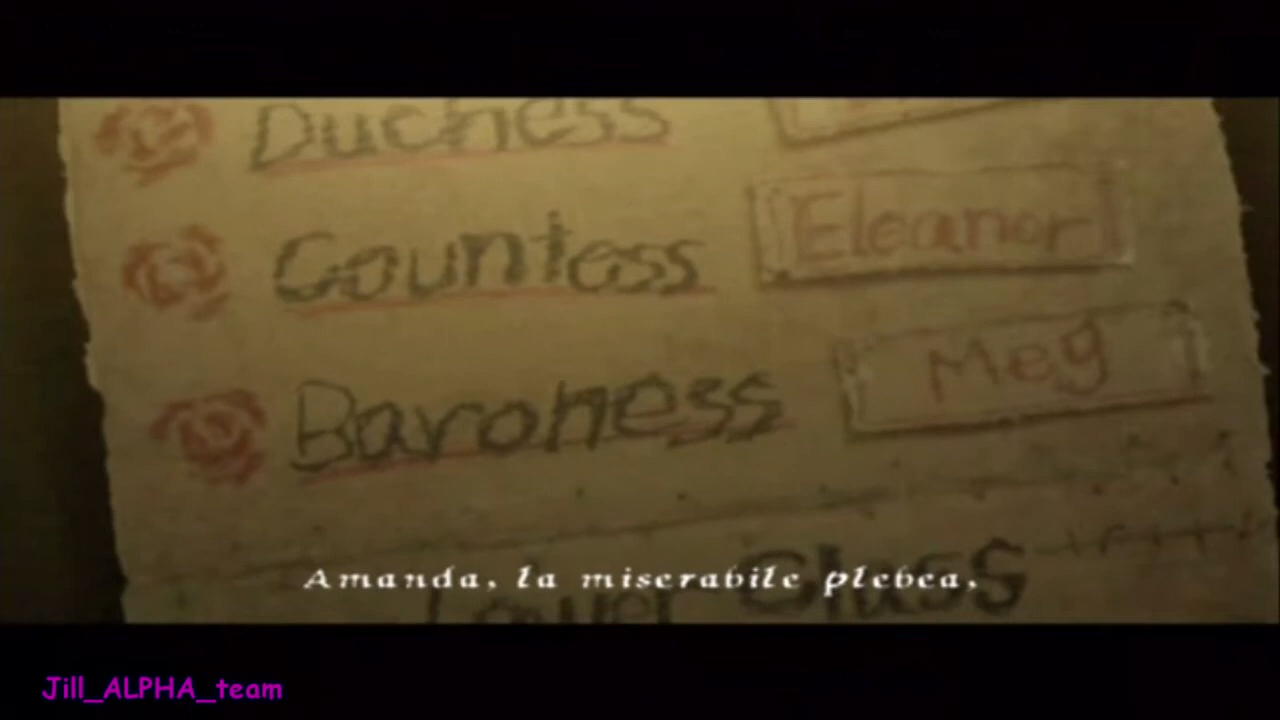 Duchess
Countess Eleanor
Baroness Meg
Lower Class
Amanda, la miserabile plebea,
Jill_ALPHA_team